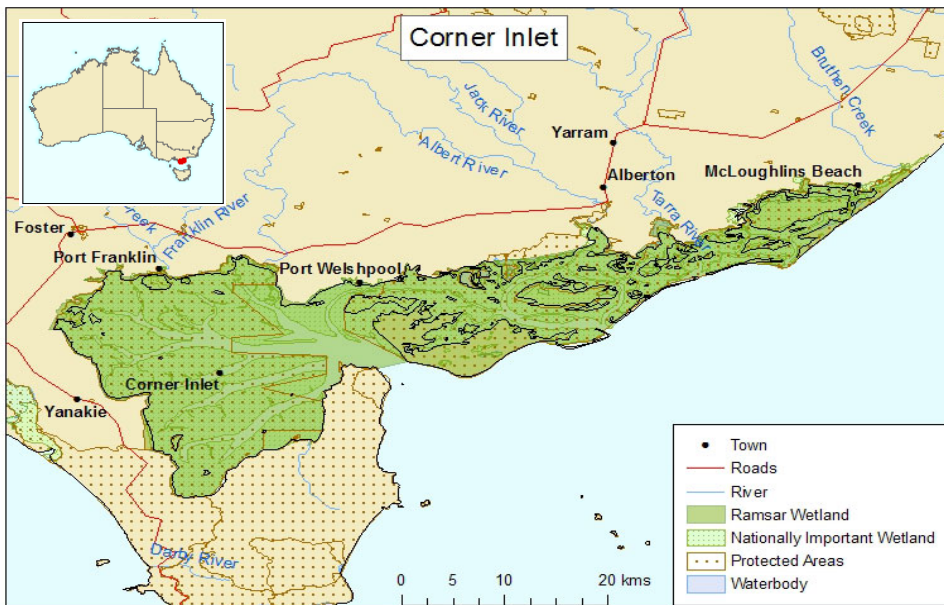 Corner Inlet
Bruthen Creek
Jack River
Yarram
Albert River
Alberton
McLoughlins Beach
Tarra River
Creek
Franklin River
Foster
Port Franklin
Port Welshpool
Corner Inlet
Yanakie
Darby River
Town
Roads
River
Ramsar Wetland
Nationally Important Wetland
Protected Areas
Waterbody
0 5 10 20 kms